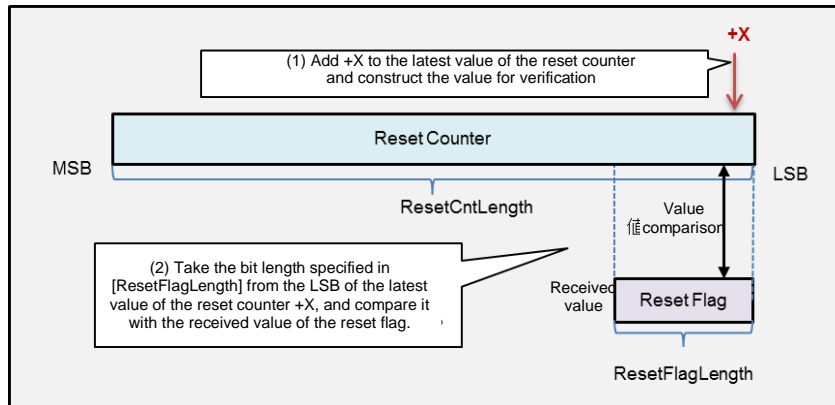 +X
(1) Add +X to the latest value of the reset counter
and construct the value for verification
Reset Counter
MSB
LSB
ResetCntLength
Value
値comparison
(2) Take the bit length specified in
[ResetFlagLength] from the LSB of the latest
value of the reset counter +X, and compare it
with the received value of the reset flag.
Received
value
Reset Flag
ResetFlagLength